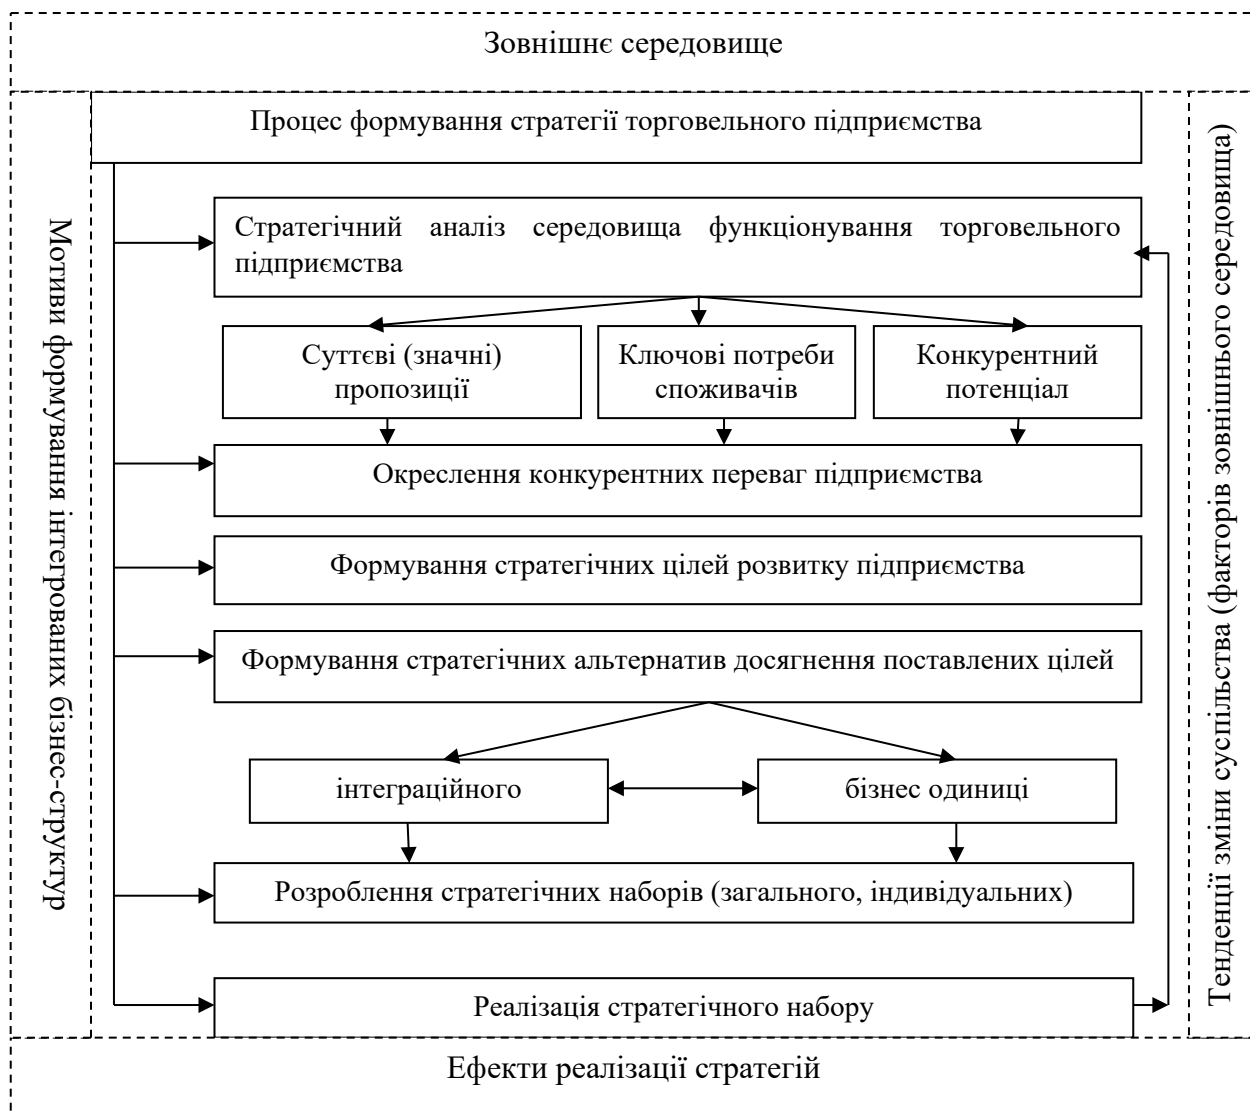 Зовнішнє середовище
Процес формування стратегії торговельного підприємства
Мотиви формування інтегрованих бізнес-структур
Стратегічний аналіз середовища функціонування торговельного
підприємства
Суттєві (значні)
пропозиції
Ключові потреби
споживачів
Конкурентний
потенціал
Окреслення конкурентних переваг підприємства
Формування стратегічних цілей розвитку підприємства
Формування стратегічних альтернатив досягнення поставлених цілей
інтеграційного
бізнес одиниці
Розроблення стратегічних наборів (загального, індивідуальних)
Реалізація стратегічного набору
Тенденції зміни суспільства (факторів зовнішнього середовища)
Ефекти реалізації стратегій